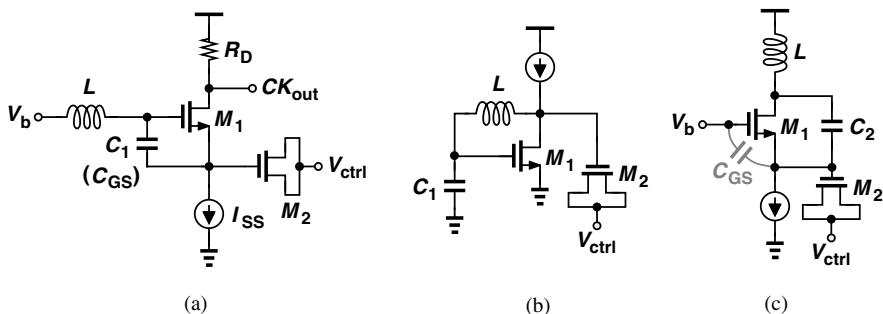 R_D
L
V_b
CK_out
M_1
C_1
(C_GS)
V_ctrl
M_2
I_SS
(a)
L
M_1
C_1
M_2
V_ctrl
(b)
L
V_b
M_1
C_2
C_GS
M_2
V_ctrl
(c)